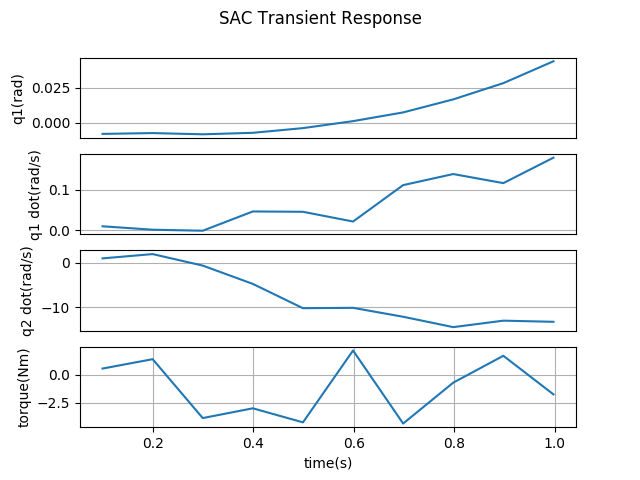 SAC Transient Response
q1(rad)
0.025
0.000
q1 dot(rad/s)
0.1
0.0
q2 dot(rad/s)
0
−10
torque(Nm)
0.0
−2.5
0.2 0.4 0.6 0.8 1.0
time(s)